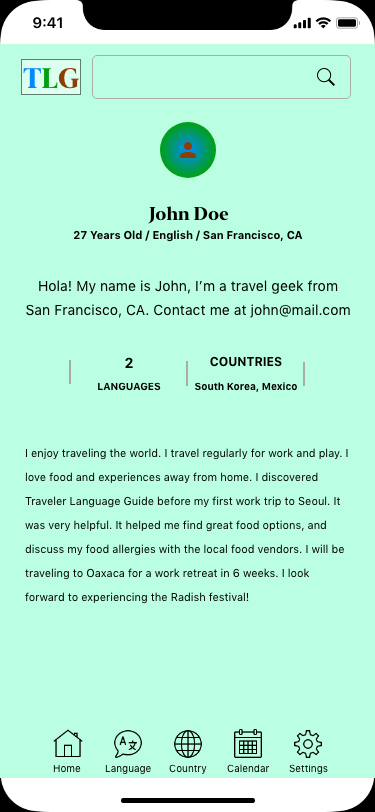 9:41
TLG
John Doe
27 Years Old / English / San Francisco, CA
Hola! My name is John, I'm a travel geek from
San Francisco, CA. Contact me at john@mail.com
2
LANGUAGES
COUNTRIES
South Korea, Mexico
I enjoy traveling the world. I travel regularly for work and play. I
love food and experiences away from home. I discovered
Traveler Language Guide before my first work trip to Seoul. It
was very helpful. It helped me find great food options, and
discuss my food allergies with the local food vendors. I will be
traveling to Oaxaca for a work retreat in 6 weeks. I look
forward to experiencing the Radish festival!
A 文
Home Language Country Calendar Settings